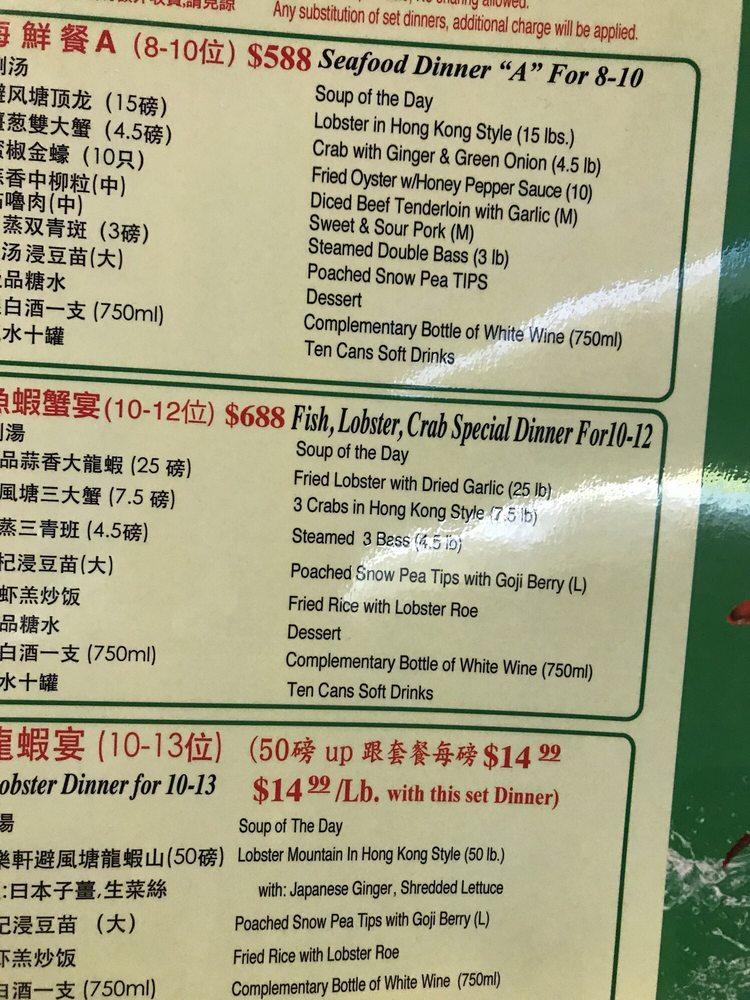 Any substitution of set dinners, additional charge will be applied.
鮮餐A (8-10位) $588 Seafood Dinner “A” For 8-10
汤
Soup of the Day
风塘顶龙 (15磅)
Lobster in Hong Kong Style (15 lbs.)
葱雙大蟹 (4.5磅)
Crab with Ginger & Green Onion (4.5 lb)
椒金蠔 (10只)
Fried Oyster w/Honey Pepper Sauce (10)
香中柳粒(中)
Diced Beef Tenderloin with Garlic (M)
嚕肉(中)
Sweet & Sour Pork (M)
蒸双青斑 (3磅)
Steamed Double Bass (3 lb)
汤浸豆苗(大)
Poached Snow Pea TIPS
品糖水
Dessert
白酒一支 (750ml)
Complementary Bottle of White Wine (750ml)
水十罐
Ten Cans Soft Drinks
蝦蟹宴(10-12位) $688 Fish, Lobster, Crab Special Dinner For10-12
湯
Soup of the Day
品蒜香大龍蝦 (25 磅)
Fried Lobster with Dried Garlic (25 lb)
風塘三大蟹 (7.5 磅)
3 Crabs in Hong Kong Style (7.5 lb)
蒸三青班 (4.5磅)
Steamed 3 Bass (4.5 lb)
杞浸豆苗(大)
Poached Snow Pea Tips with Goji Berry (L)
虾羔炒饭
Fried Rice with Lobster Roe
品糖水
Dessert
白酒一支 (750ml)
Complementary Bottle of White Wine (750ml)
水十罐
Ten Cans Soft Drinks
龍蝦宴 (10-13位) (50磅 up 跟套餐每磅 $14 99
obster Dinner for 10-13 $14 99 /Lb. with this set Dinner)
湯
Soup of The Day
樂軒避風塘龍蝦山(50磅)
Lobster Mountain In Hong Kong Style (50 lb.)
:日本子薑,生菜絲
with: Japanese Ginger, Shredded Lettuce
浸豆苗 (大)
Poached Snow Pea Tips with Goji Berry (L)
羔炒饭
Fried Rice with Lobster Roe
白酒一支 (750ml)
Complementary Bottle of White Wine (750ml)